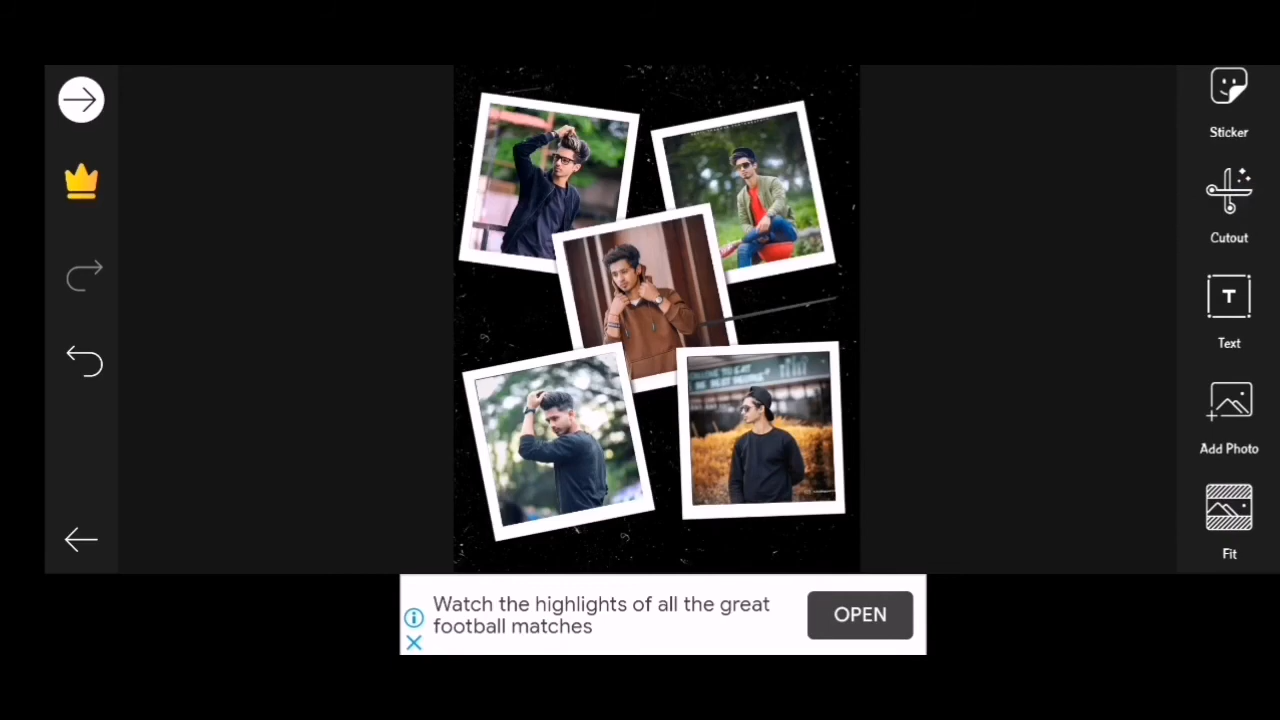 Sticker
Cutout
T
Text
Add Photo
Fit
Watch the highlights of all the great
football matches
OPEN